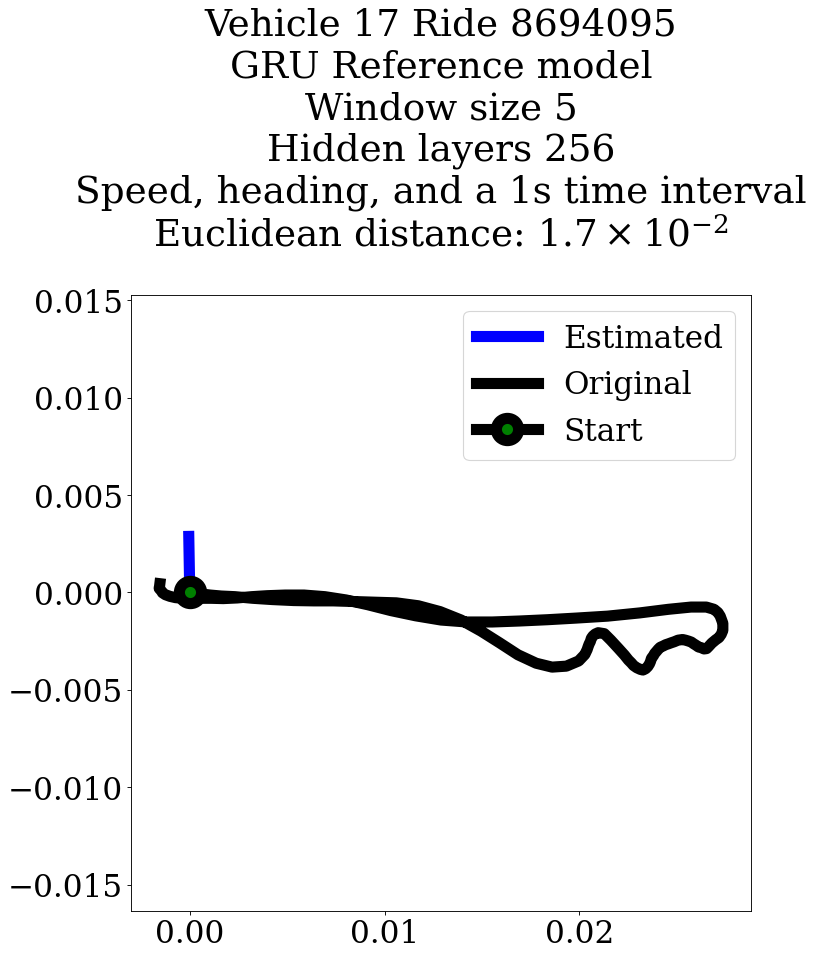 Vehicle 17 Ride 8694095
GRU Reference model
Window size 5
Hidden layers 256
Speed, heading, and a 1s time interval
Euclidean distance: 1.7 × 10⁻²
0.015
0.010
0.005
0.000
−0.005
−0.010
−0.015
Estimated
Original
Start
0.00 0.01 0.02